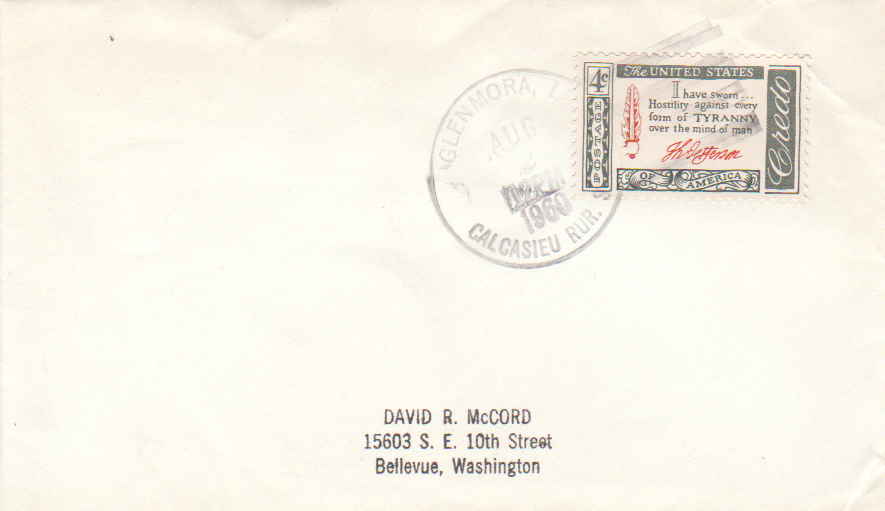 GLENMORA, L
AUG
1960
CALCASIEU RUR.
4c
The UNITED STATES
POSTAGE
I have sworn...
Hostility against every
form of TYRANNY
over the mind of man
Th Jefferson
OF AMERICA
Credo
DAVID R. McCORD
15603 S. E. 10th Street
Bellevue, Washington